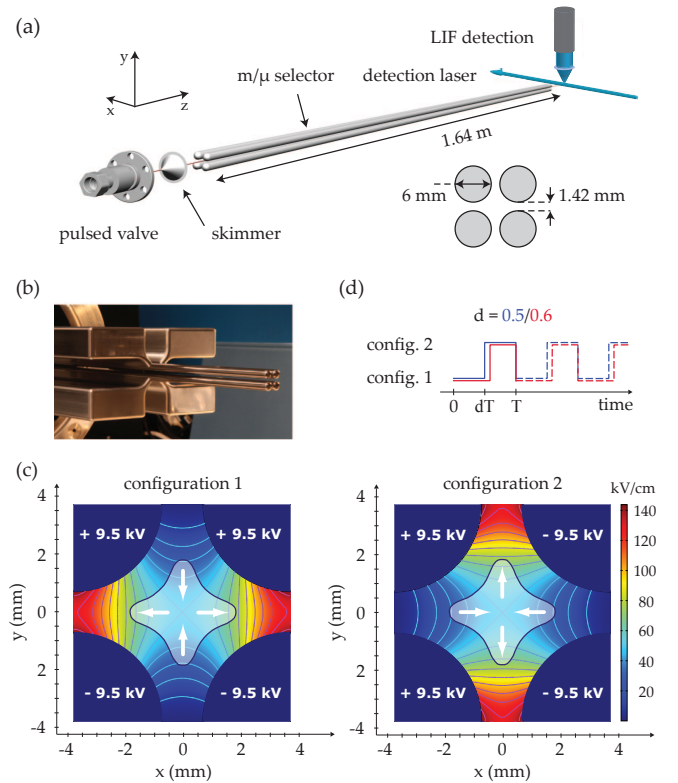 (a)
LIF detection
y
x
z
m/μ selector
detection laser
1.64 m
6 mm
1.42 mm
pulsed valve
skimmer
(b)
(d)
d = 0.5/0.6
config. 2
config. 1
0
dT
T
time
(c)
configuration 1
configuration 2
kV/cm
4
2
0
2
4
y (mm)
+ 9.5 kV
+ 9.5 kV
- 9.5 kV
- 9.5 kV
-4
-2
0
2
4
x (mm)
4
2
0
2
4
y (mm)
+ 9.5 kV
- 9.5 kV
+ 9.5 kV
- 9.5 kV
-4
-2
0
2
4
x (mm)
140
120
100
80
60
40
20